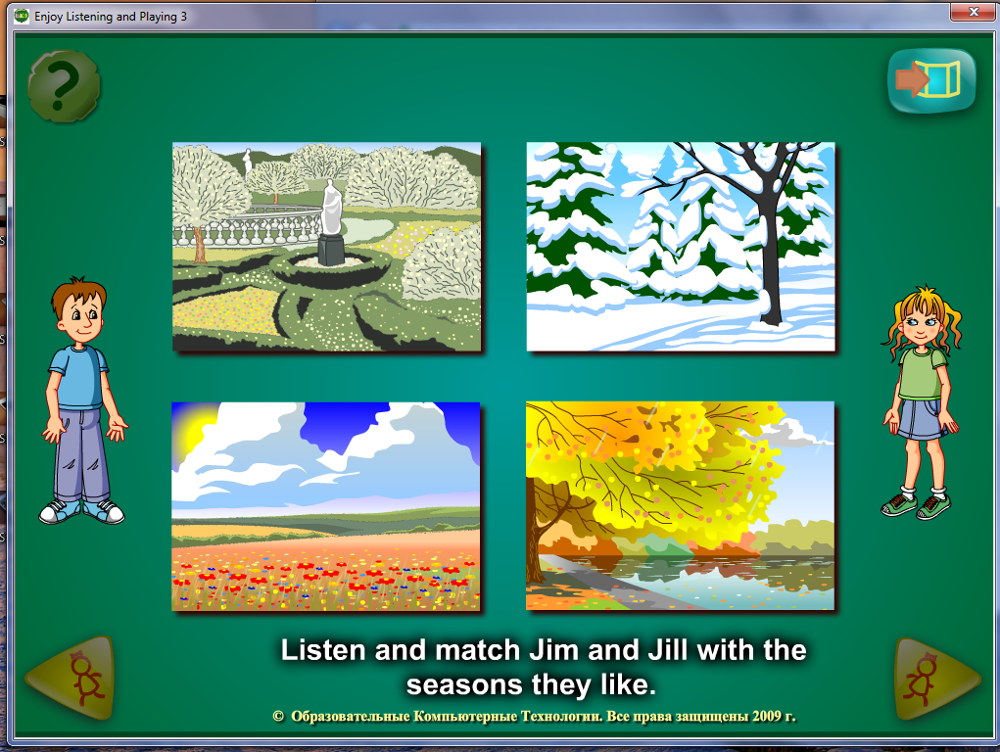 Enjoy Listening and Playing 3
?
Listen and match Jim and Jill with the
seasons they like.
© Образовательные Компьютерные Технологии. Все права защищены 2009 г.